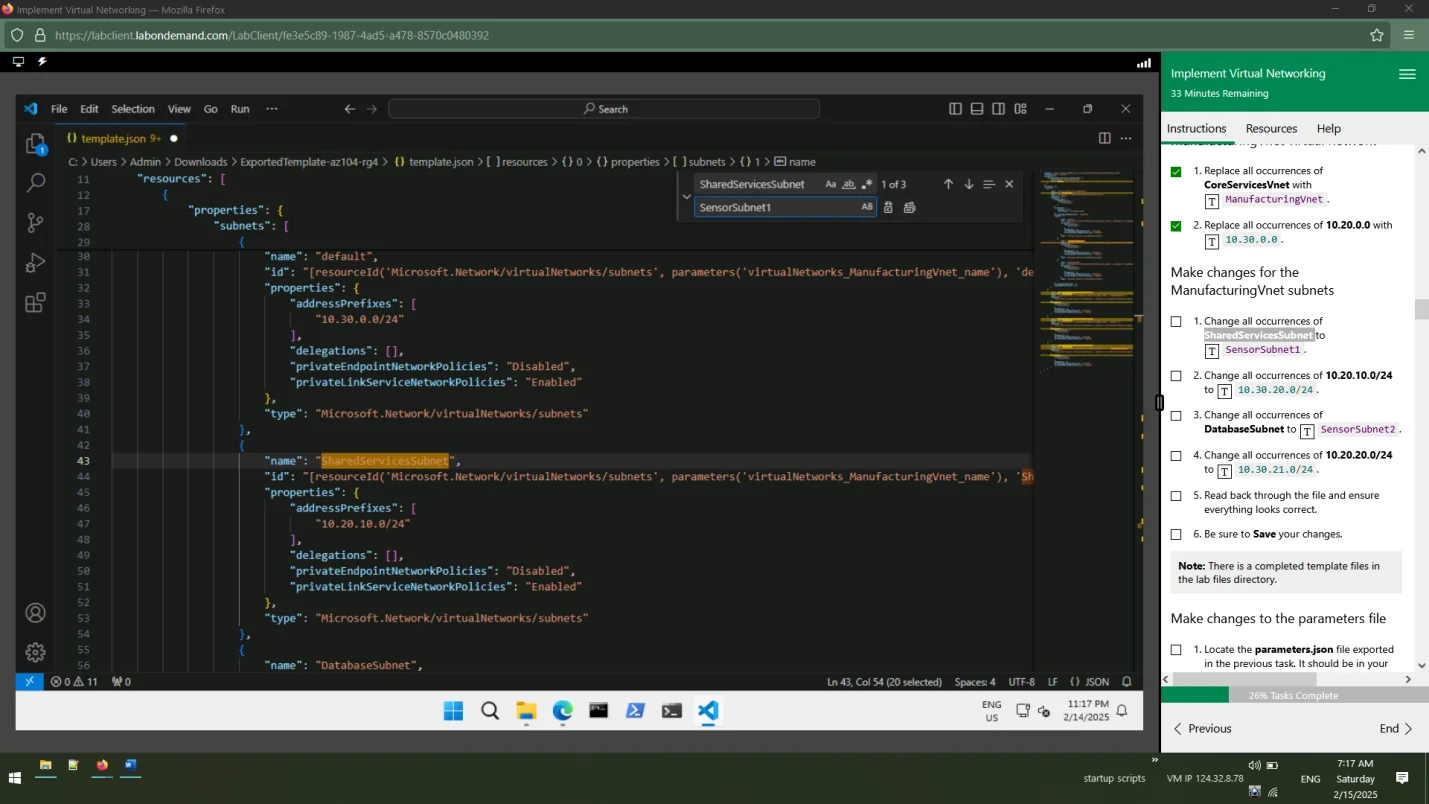 Implement Virtual Networking — Mozilla Firefox
https://labclient.labondemand.com/LabClient/fe3e5c89-1987-4ad5-a478-8570c0480392
File Edit Selection View Go Run ··· Search
{} template.json 9+
C: > Users > Admin > Downloads > ExportedTemplate-az104-rg4 > {} template.json > [ ] resources > {} 0 > {} properties > [ ] subnets > {} 1 > abc name
SharedServicesSubnet Aa ab .* 1 of 3
SensorSubnet1 AB
11 "resources": [
12 {
17 "properties": {
28 "subnets": [
29 {
30 "name": "default",
31 "id": "[resourceId('Microsoft.Network/virtualNetworks/subnets', parameters('virtualNetworks_ManufacturingVnet_name'), 'de
32 "properties": {
33 "addressPrefixes": [
34 "10.30.0.0/24"
35 ],
36 "delegations": [],
37 "privateEndpointNetworkPolicies": "Disabled",
38 "privateLinkServiceNetworkPolicies": "Enabled"
39 },
40 "type": "Microsoft.Network/virtualNetworks/subnets"
41 },
42 {
43 "name": "SharedServicesSubnet",
44 "id": "[resourceId('Microsoft.Network/virtualNetworks/subnets', parameters('virtualNetworks_ManufacturingVnet_name'), 'Sh
45 "properties": {
46 "addressPrefixes": [
47 "10.20.10.0/24"
48 ],
49 "delegations": [],
50 "privateEndpointNetworkPolicies": "Disabled",
51 "privateLinkServiceNetworkPolicies": "Enabled"
52 },
53 "type": "Microsoft.Network/virtualNetworks/subnets"
54 },
55 {
56 "name": "DatabaseSubnet",
1
0 11 0 Ln 43, Col 54 (20 selected) Spaces: 4 UTF-8 LF {} JSON
ENG
US
11:17 PM
2/14/2025
Implement Virtual Networking
33 Minutes Remaining
Instructions Resources Help
ManufacturingVnet virtual network
1. Replace all occurrences of
CoreServicesVnet with
T ManufacturingVnet .
2. Replace all occurrences of 10.20.0.0 with
T 10.30.0.0 .
Make changes for the
ManufacturingVnet subnets
1. Change all occurrences of
SharedServicesSubnet to
T SensorSubnet1 .
2. Change all occurrences of 10.20.10.0/24
to T 10.30.20.0/24 .
3. Change all occurrences of
DatabaseSubnet to T SensorSubnet2 .
4. Change all occurrences of 10.20.20.0/24
to T 10.30.21.0/24 .
5. Read back through the file and ensure
everything looks correct.
6. Be sure to Save your changes.
Note: There is a completed template files in
the lab files directory.
Make changes to the parameters file
1. Locate the parameters.json file exported
in the previous task. It should be in your
26% Tasks Complete
< Previous End >
startup scripts
VM IP 124.32.8.78
ENG
7:17 AM
Saturday
2/15/2025